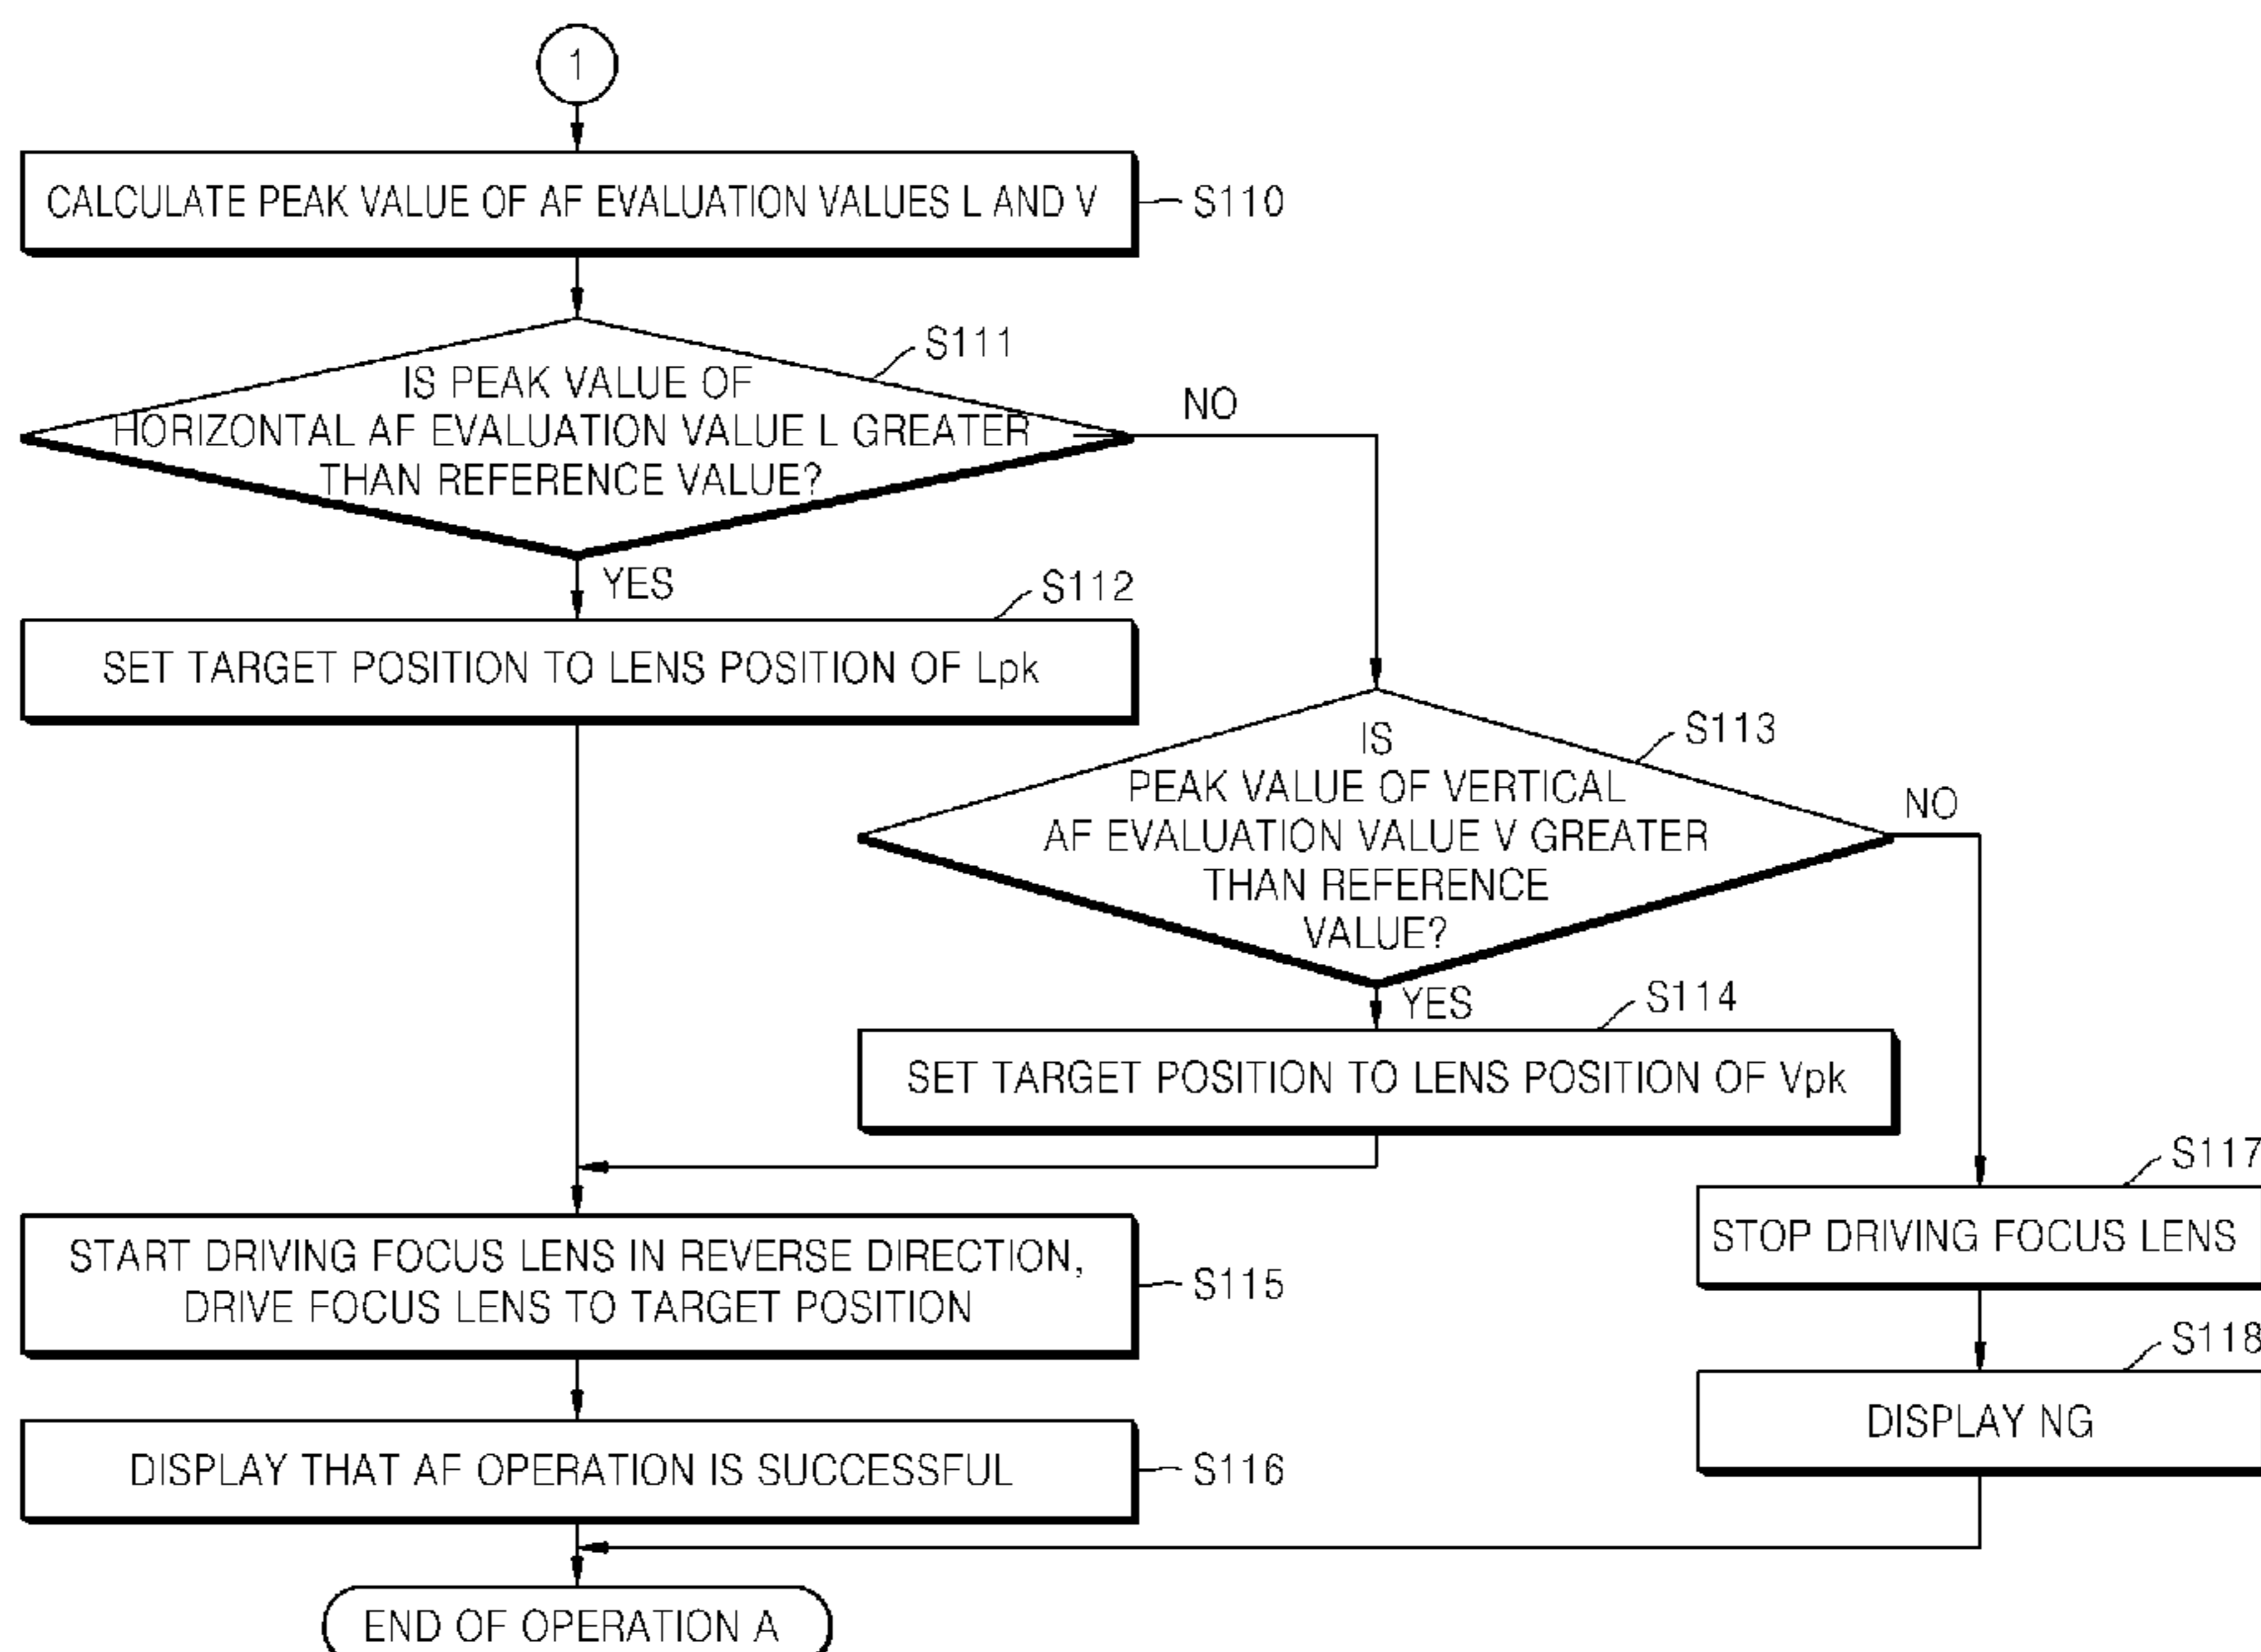 1
CALCULATE PEAK VALUE OF AF EVALUATION VALUES L AND V
S110
S111
IS PEAK VALUE OF
HORIZONTAL AF EVALUATION VALUE L GREATER
THAN REFERENCE VALUE?
NO
YES
S112
SET TARGET POSITION TO LENS POSITION OF Lpk
S113
IS
PEAK VALUE OF VERTICAL
AF EVALUATION VALUE V GREATER
THAN REFERENCE
VALUE?
NO
YES
S114
SET TARGET POSITION TO LENS POSITION OF Vpk
S117
STOP DRIVING FOCUS LENS
START DRIVING FOCUS LENS IN REVERSE DIRECTION,
DRIVE FOCUS LENS TO TARGET POSITION
S115
S118
DISPLAY NG
DISPLAY THAT AF OPERATION IS SUCCESSFUL
S116
END OF OPERATION A